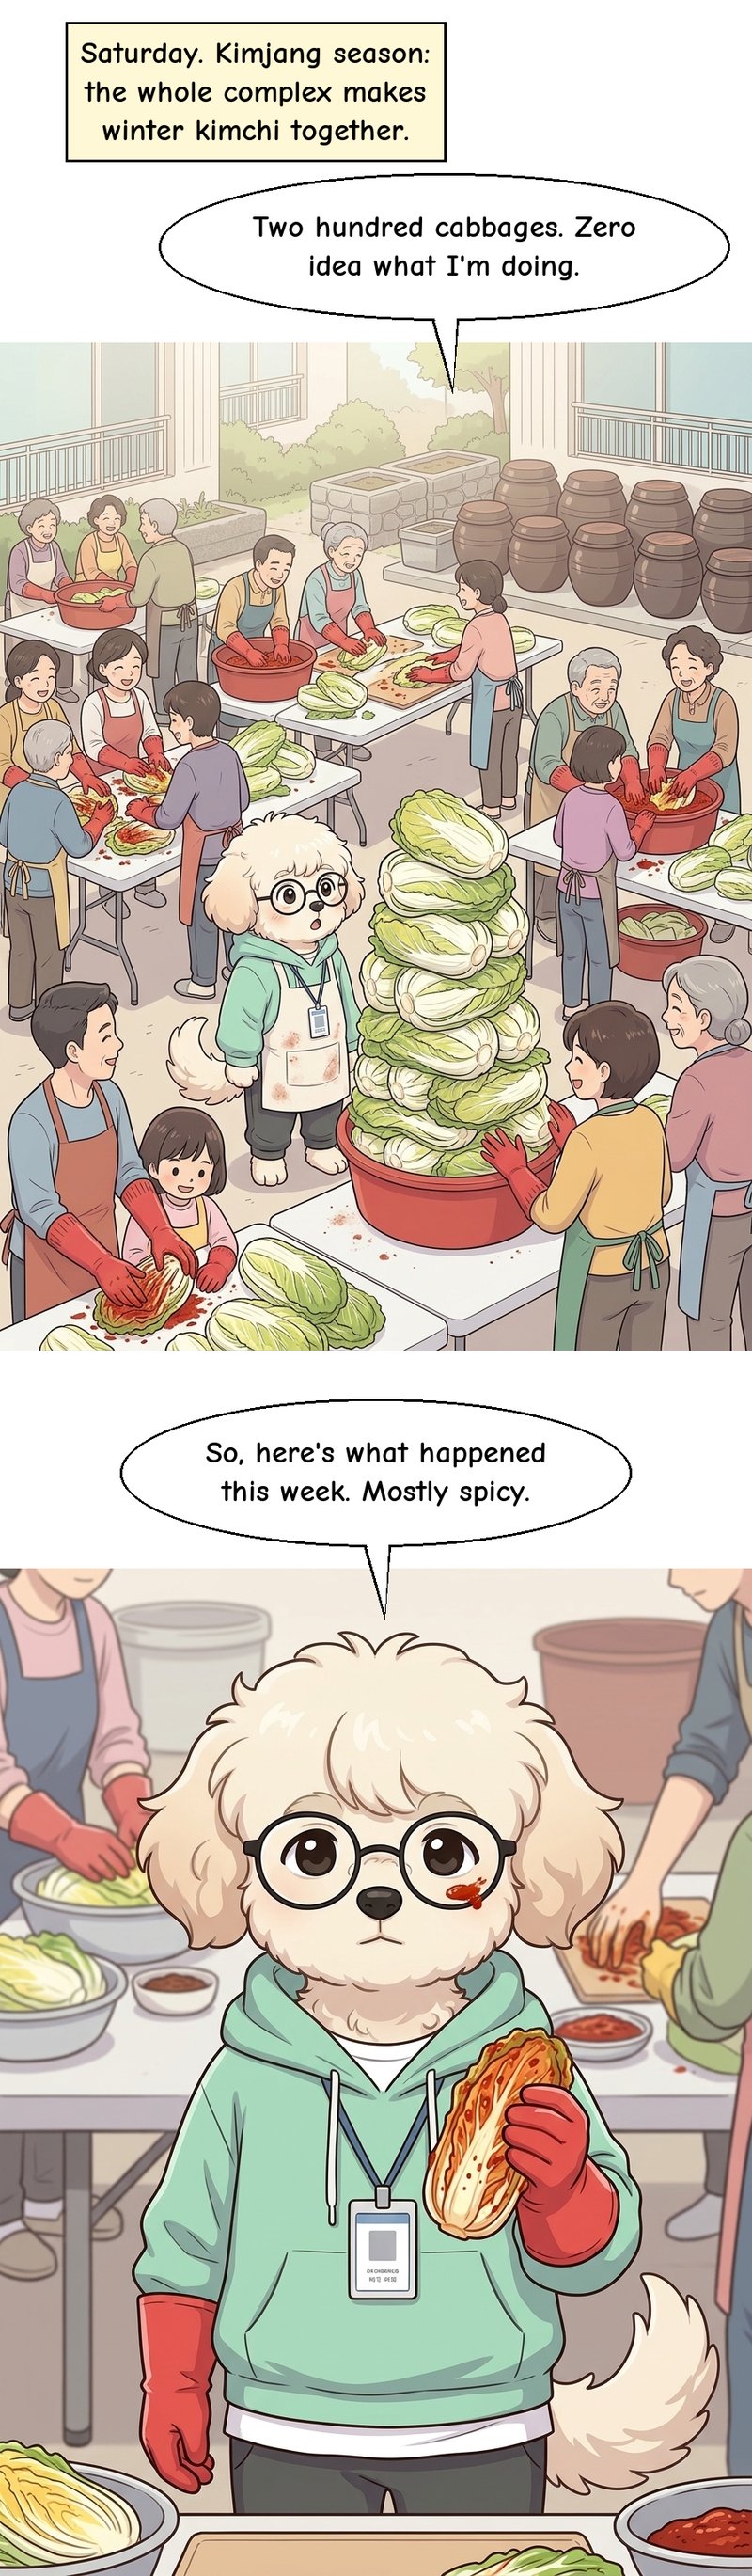 Saturday. Kimjang season:
the whole complex makes
winter kimchi together.
Two hundred cabbages. Zero
idea what I'm doing.
So, here's what happened
this week. Mostly spicy.